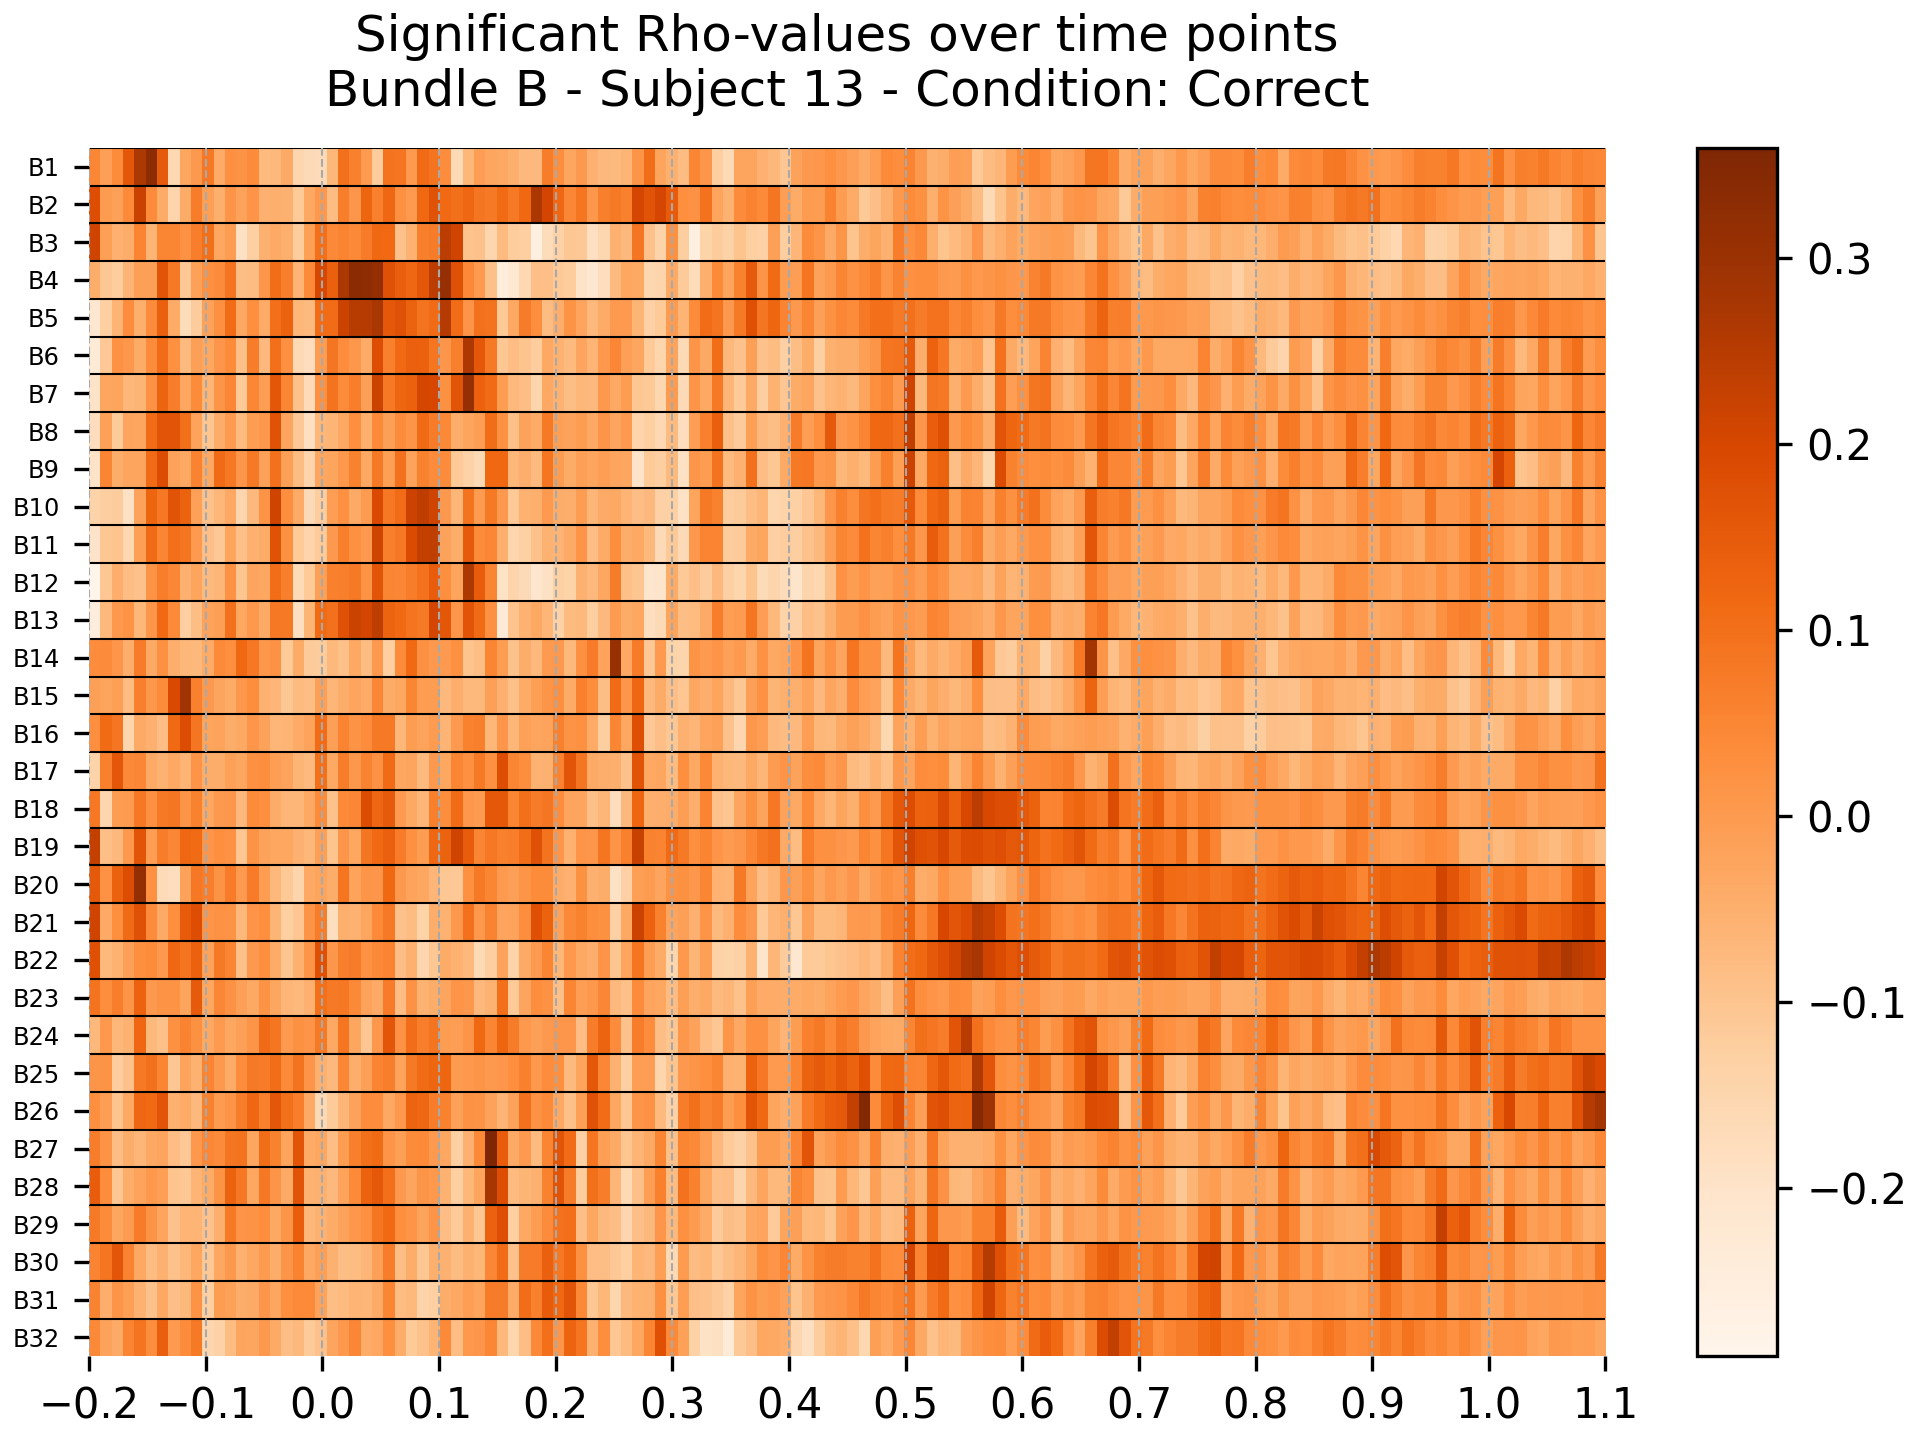 Significant Rho-values over time points
Bundle B - Subject 13 - Condition: Correct
B1
B2
B3
B4
B5
B6
B7
B8
B9
B10
B11
B12
B13
B14
B15
B16
B17
B18
B19
B20
B21
B22
B23
B24
B25
B26
B27
B28
B29
B30
B31
B32
−0.2 −0.1 0.0 0.1 0.2 0.3 0.4 0.5 0.6 0.7 0.8 0.9 1.0 1.1
0.3
0.2
0.1
0.0
−0.1
−0.2